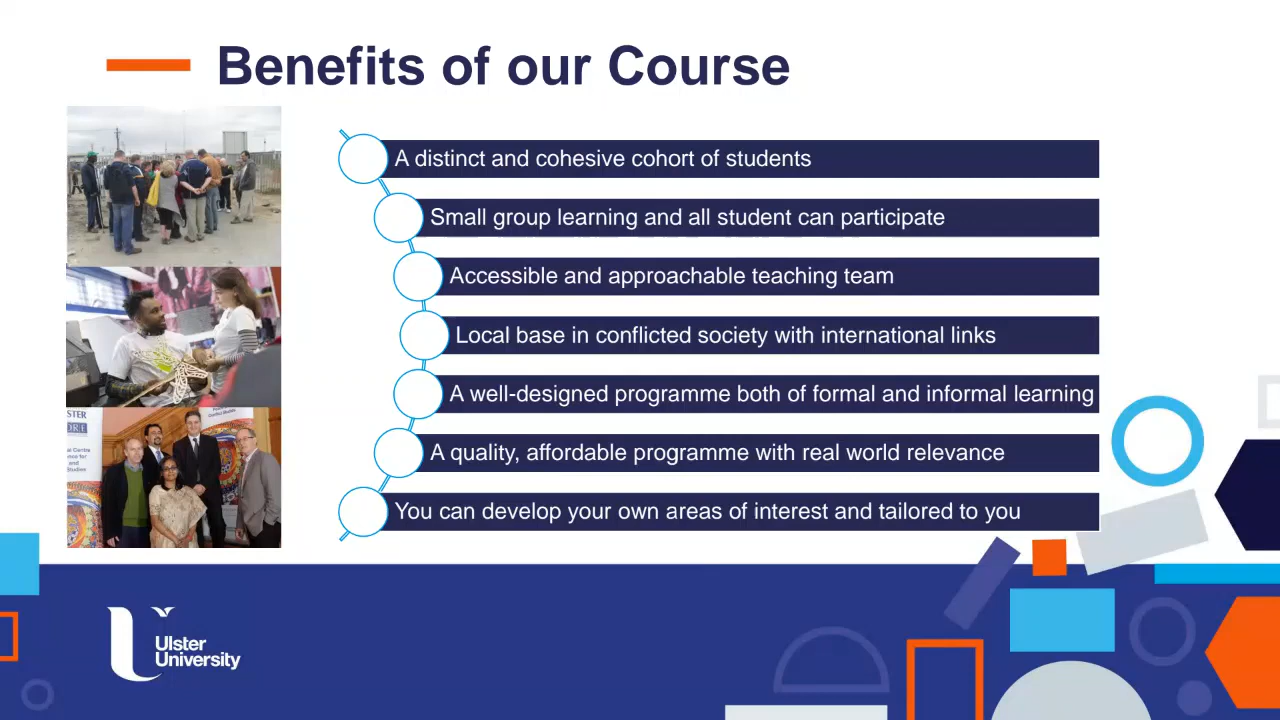 Benefits of our Course
A distinct and cohesive cohort of students
Small group learning and all student can participate
Accessible and approachable teaching team
Local base in conflicted society with international links
A well-designed programme both of formal and informal learning
A quality, affordable programme with real world relevance
You can develop your own areas of interest and tailored to you
STER
Ulster
University